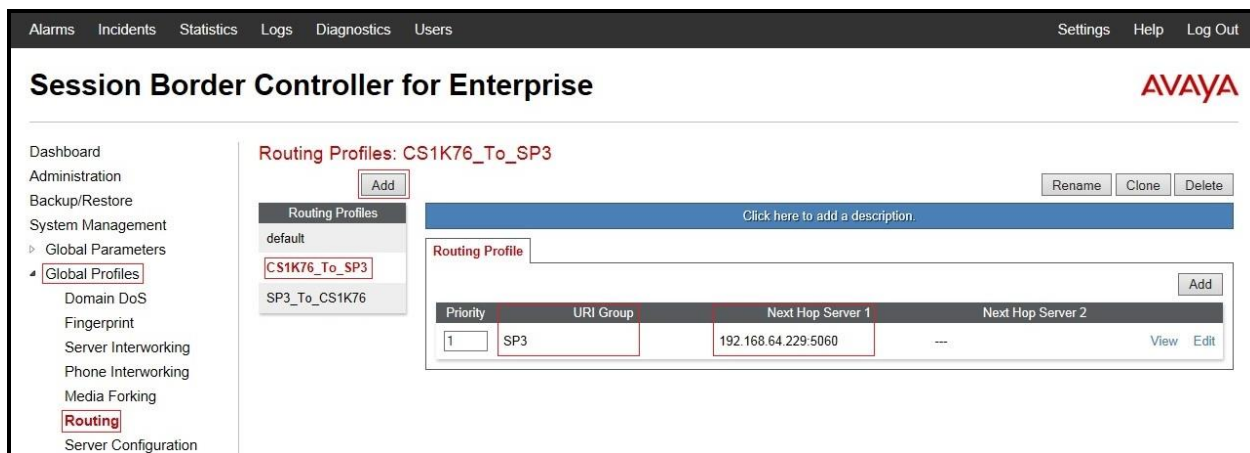 Alarms Incidents Statistics Logs Diagnostics Users Settings Help Log Out
Session Border Controller for Enterprise
AVAYA
Dashboard
Administration
Backup/Restore
System Management
Global Parameters
Global Profiles
Domain DoS
Fingerprint
Server Interworking
Phone Interworking
Media Forking
Routing
Server Configuration
Routing Profiles: CS1K76_To_SP3
Add
Rename Clone Delete
Routing Profiles
default
CS1K76_To_SP3
SP3_To_CS1K76
Click here to add a description.
Routing Profile
Add
Priority URI Group Next Hop Server 1 Next Hop Server 2
1 SP3 192.168.64.229:5060 --- View Edit